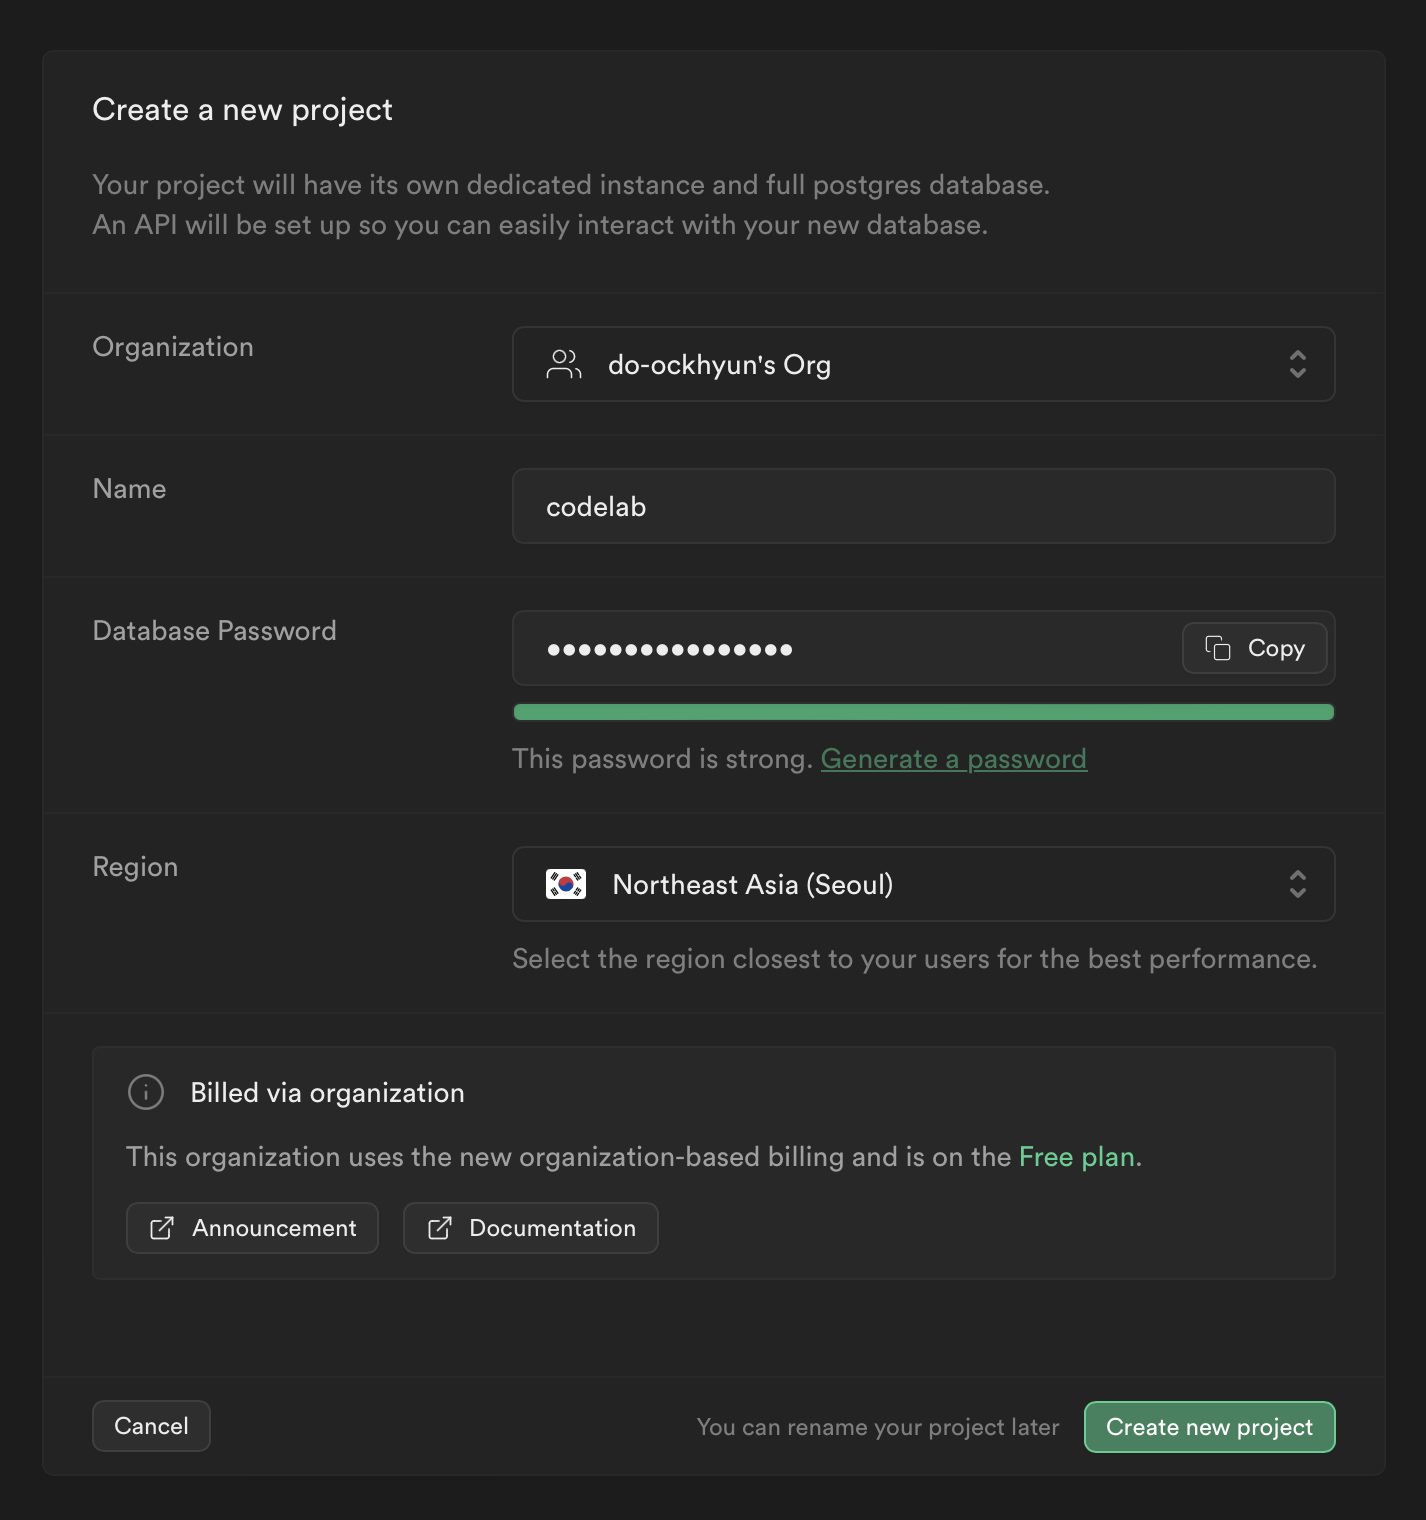 Create a new project
Your project will have its own dedicated instance and full postgres database.
An API will be set up so you can easily interact with your new database.
Organization
do-ockhyun's Org
Name
codelab
Database Password
••••••••••••••••
Copy
This password is strong. Generate a password
Region
Northeast Asia (Seoul)
Select the region closest to your users for the best performance.
Billed via organization
This organization uses the new organization-based billing and is on the Free plan.
Announcement
Documentation
Cancel
You can rename your project later
Create new project